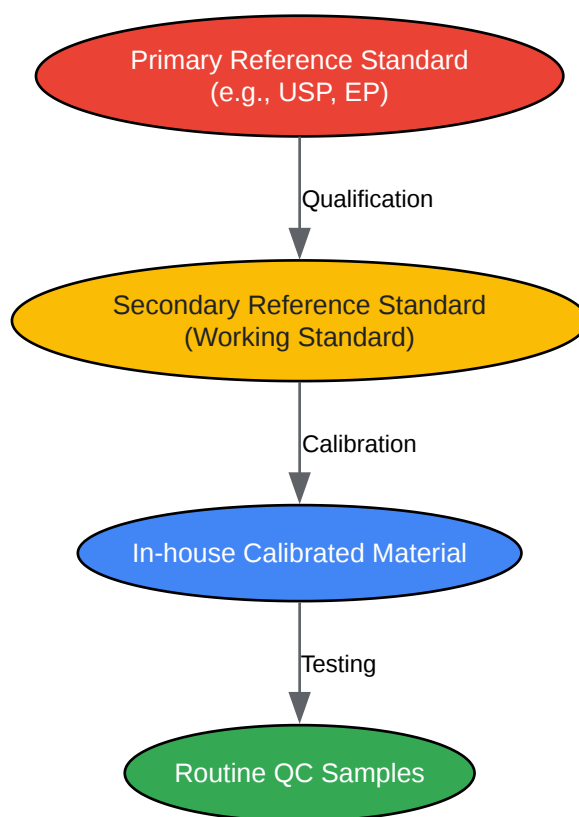 Primary Reference Standard
(e.g., USP, EP)
Qualification
Secondary Reference Standard
(Working Standard)
Calibration
In-house Calibrated Material
Testing
Routine QC Samples